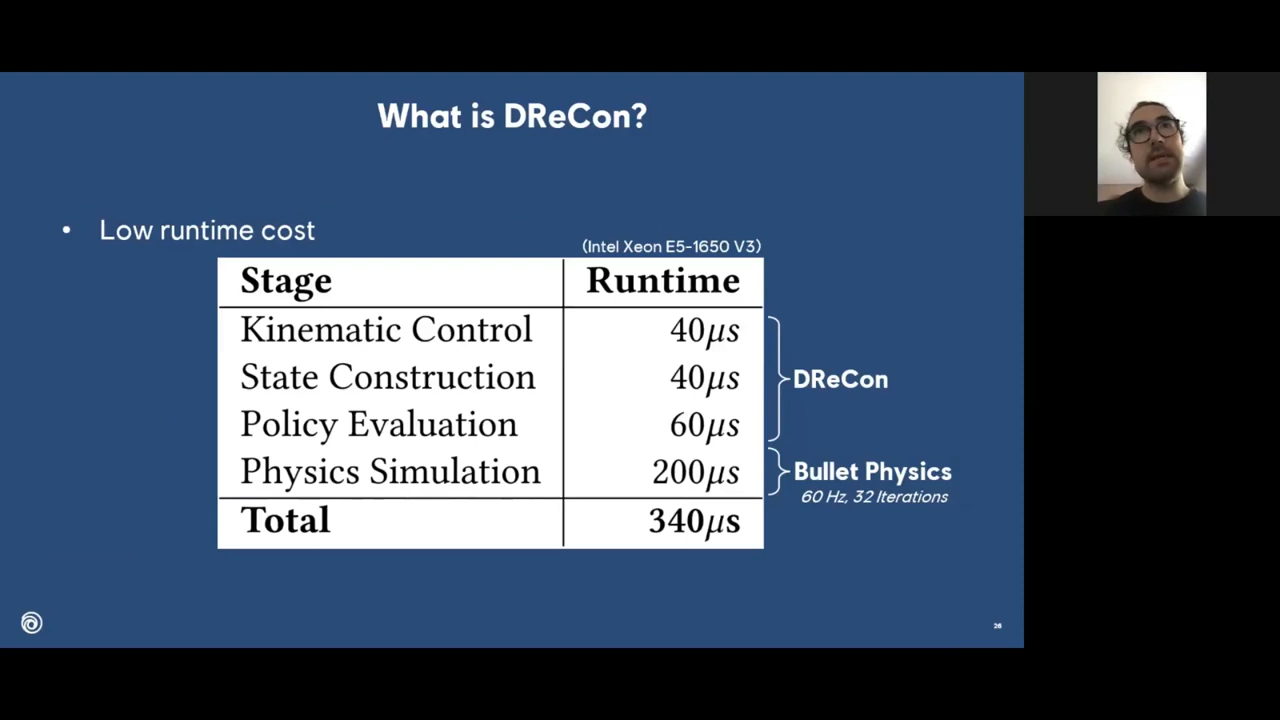 What is DReCon?
• Low runtime cost
(Intel Xeon E5-1650 V3)
Stage Runtime
Kinematic Control 40μs
State Construction 40μs
Policy Evaluation 60μs
Physics Simulation 200μs
Total 340μs
DReCon
Bullet Physics
60 Hz, 32 Iterations
26